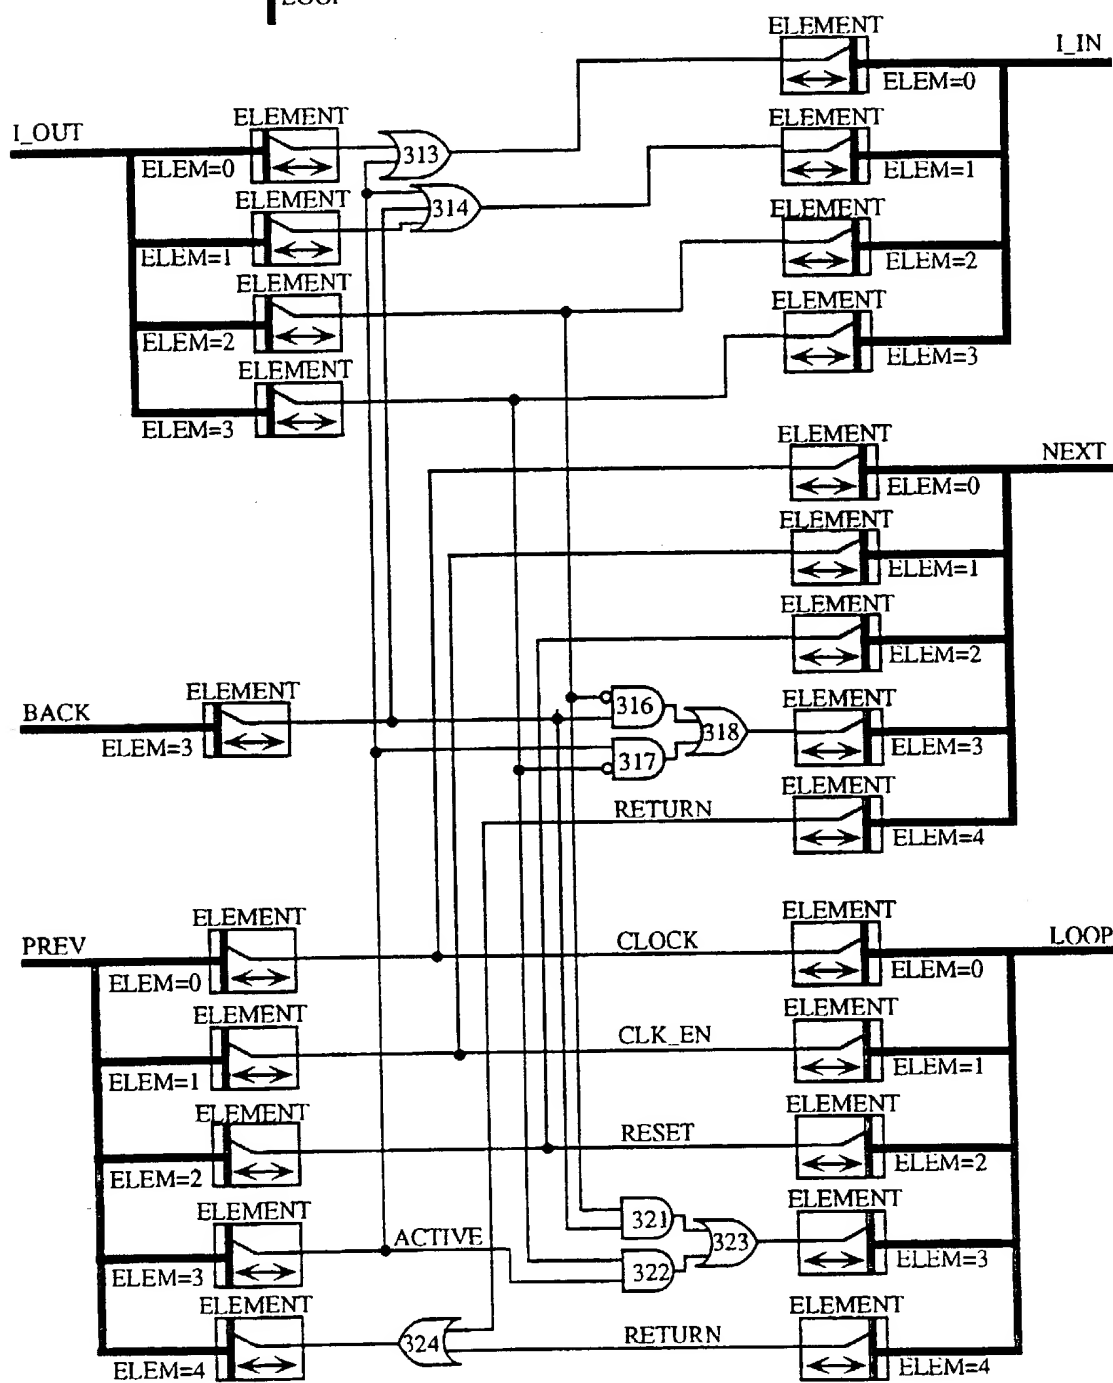 LOOP
ELEMENT
I_IN
ELEM=0
ELEMENT
I_OUT
ELEM=0
313
ELEMENT
ELEM=1
ELEMENT
314
ELEM=1
ELEMENT
ELEM=2
ELEMENT
ELEM=2
ELEMENT
ELEM=3
ELEMENT
ELEM=3
ELEMENT
NEXT
ELEM=0
ELEMENT
ELEM=1
ELEMENT
ELEM=2
ELEMENT
BACK
ELEM=3
316
317
318
ELEMENT
ELEM=3
RETURN
ELEMENT
ELEM=4
ELEMENT
PREV
ELEM=0
CLOCK
ELEMENT
LOOP
ELEM=0
ELEMENT
ELEM=1
CLK_EN
ELEMENT
ELEM=1
ELEMENT
ELEM=2
RESET
ELEMENT
ELEM=2
ELEMENT
ELEM=3
ACTIVE
321
322
323
ELEMENT
ELEM=3
ELEMENT
ELEM=4
324
RETURN
ELEMENT
ELEM=4